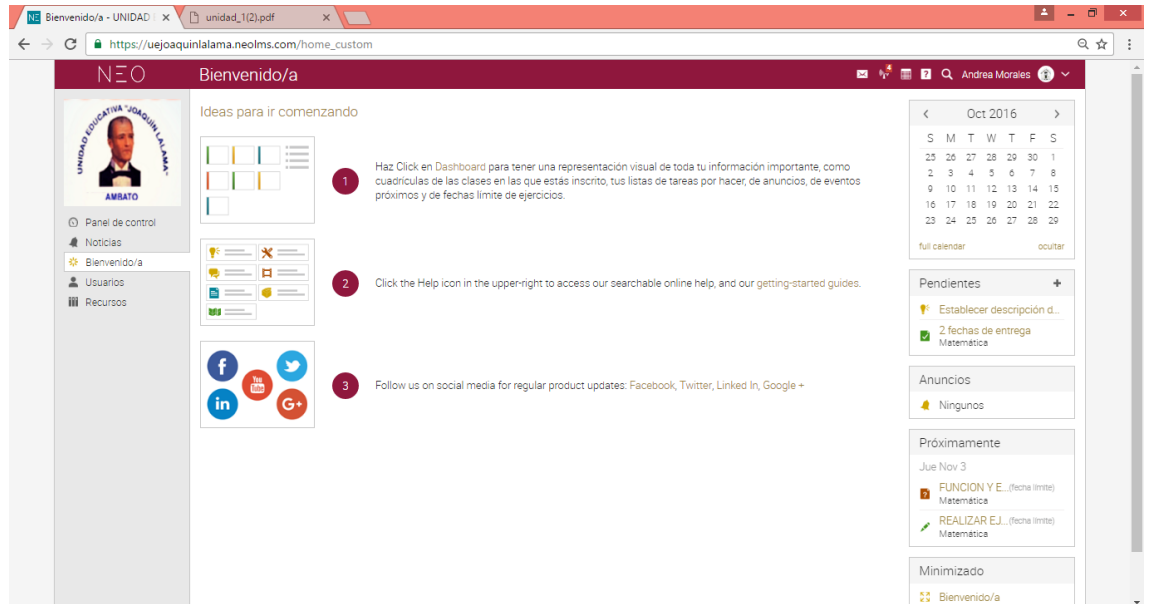 Bienvenido/a - UNIDAD
unidad_1(2).pdf
https://uejoaquinlalama.neolms.com/home_custom
NEO
Bienvenido/a
4
Andrea Morales
UNIDAD EDUCATIVA "JOAQUIN LALAMA"
AMBATO
Panel de control
Noticias
Bienvenido/a
Usuarios
Recursos
Ideas para ir comenzando
1
Haz Click en Dashboard para tener una representación visual de toda tu información importante, como
cuadrículas de las clases en las que estás inscrito, tus listas de tareas por hacer, de anuncios, de eventos
próximos y de fechas límite de ejercicios.
2
Click the Help icon in the upper-right to access our searchable online help, and our getting-started guides.
f
You
Tube
in
G+
3
Follow us on social media for regular product updates: Facebook, Twitter, Linked In, Google +
Oct 2016
S M T W T F S
25 26 27 28 29 30 1
2 3 4 5 6 7 8
9 10 11 12 13 14 15
16 17 18 19 20 21 22
23 24 25 26 27 28 29
full calendar ocultar
Pendientes +
Establecer descripción d...
2 fechas de entrega
Matemática
Anuncios
Ningunos
Próximamente
Jue Nov 3
FUNCION Y E...(fecha límite)
Matemática
REALIZAR EJ...(fecha límite)
Matemática
Minimizado
Bienvenido/a